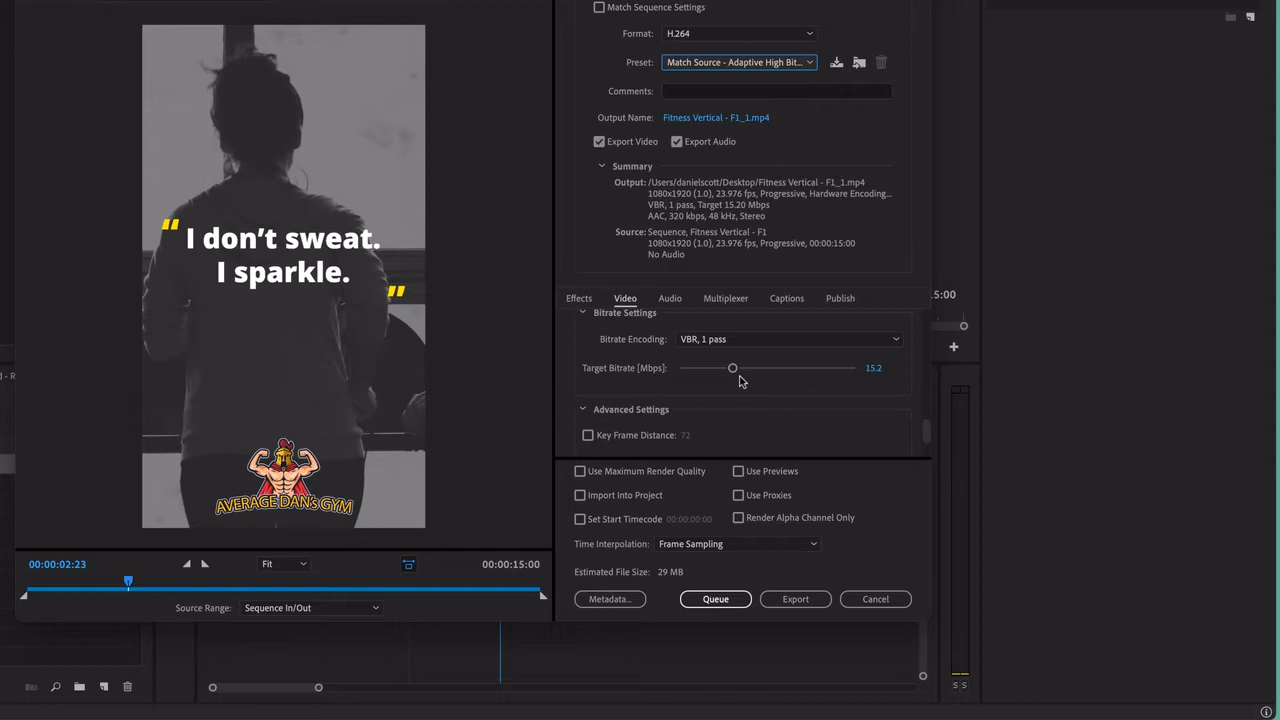 Match Sequence Settings
Format: H.264
Preset: Match Source - Adaptive High Bit...
Comments:
Output Name: Fitness Vertical - F1_1.mp4
Export Video Export Audio
Summary
Output: /Users/danielscott/Desktop/Fitness Vertical - F1_1.mp4
1080x1920 (1.0), 23.976 fps, Progressive, Hardware Encoding...
VBR, 1 pass, Target 15.20 Mbps
AAC, 320 kbps, 48 kHz, Stereo
Source: Sequence, Fitness Vertical - F1
1080x1920 (1.0), 23.976 fps, Progressive, 00:00:15:00
No Audio
“ I don’t sweat.
I sparkle. ”
AVERAGE DAN'S GYM
Effects Video Audio Multiplexer Captions Publish
Bitrate Settings
Bitrate Encoding: VBR, 1 pass
Target Bitrate [Mbps]: 15.2
Advanced Settings
Key Frame Distance: 72
Use Maximum Render Quality Use Previews
Import Into Project Use Proxies
Set Start Timecode 00:00:00:00 Render Alpha Channel Only
Time Interpolation: Frame Sampling
Estimated File Size: 29 MB
Metadata... Queue Export Cancel
00:00:02:23 Fit 00:00:15:00
Source Range: Sequence In/Out
:15:00
S S